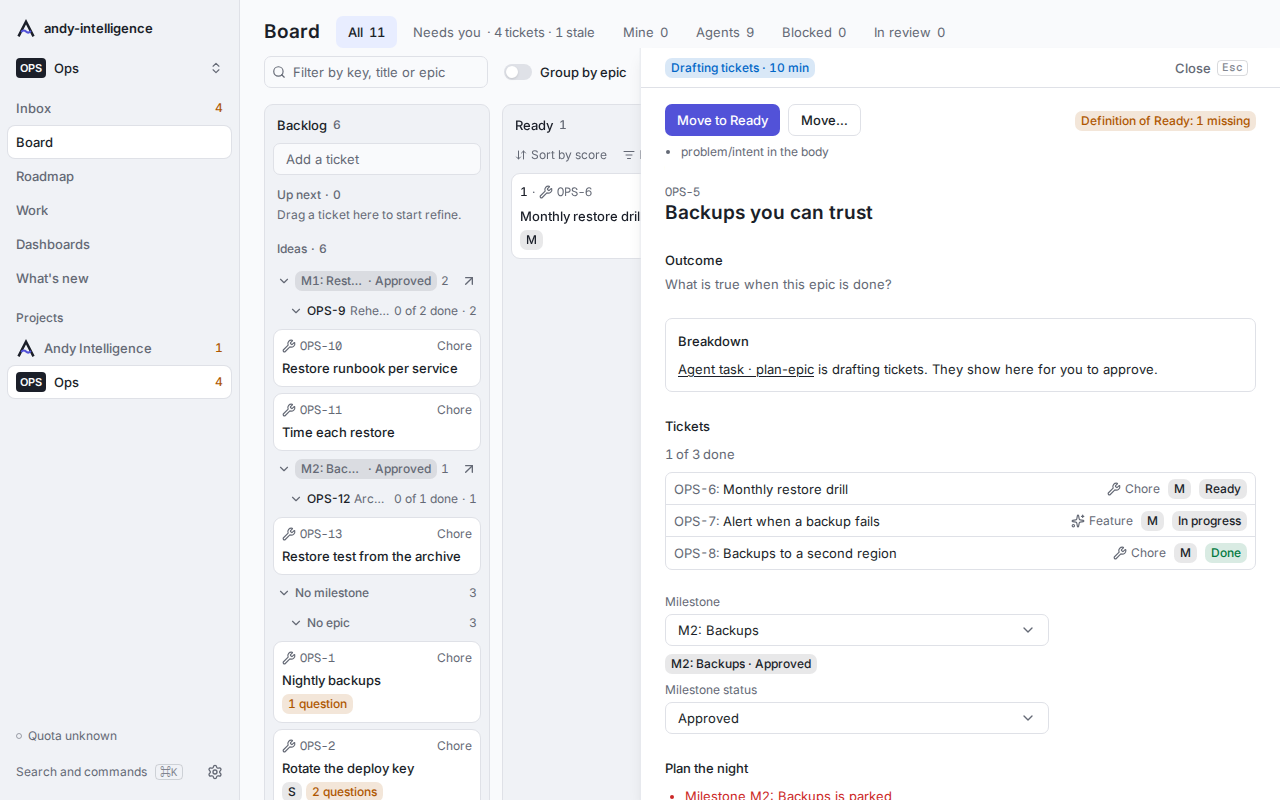 andy-intelligence
OPS Ops
Inbox 4
Board
Roadmap
Work
Dashboards
What's new
Projects
Andy Intelligence 1
OPS Ops 4
Quota unknown
Search and commands ⌘K
Board All 11 Needs you · 4 tickets · 1 stale Mine 0 Agents 9 Blocked 0 In review 0
Filter by key, title or epic Group by epic
Backlog 6
Add a ticket
Up next · 0
Drag a ticket here to start refine.
Ideas · 6
M1: Rest... · Approved 2
OPS-9 Rehe... 0 of 2 done · 2
OPS-10 Chore
Restore runbook per service
OPS-11 Chore
Time each restore
M2: Bac... · Approved 1
OPS-12 Arc... 0 of 1 done · 1
OPS-13 Chore
Restore test from the archive
No milestone 3
No epic 3
OPS-1 Chore
Nightly backups
1 question
OPS-2 Chore
Rotate the deploy key
S 2 questions
Ready 1
Sort by score
1 · OPS-6
Monthly restore dril
M
Drafting tickets · 10 min Close Esc
Move to Ready Move... Definition of Ready: 1 missing
• problem/intent in the body
OPS-5
Backups you can trust
Outcome
What is true when this epic is done?
Breakdown
Agent task · plan-epic is drafting tickets. They show here for you to approve.
Tickets
1 of 3 done
OPS-6: Monthly restore drill Chore M Ready
OPS-7: Alert when a backup fails Feature M In progress
OPS-8: Backups to a second region Chore M Done
Milestone
M2: Backups
M2: Backups · Approved
Milestone status
Approved
Plan the night
• Milestone M2: Backups is parked